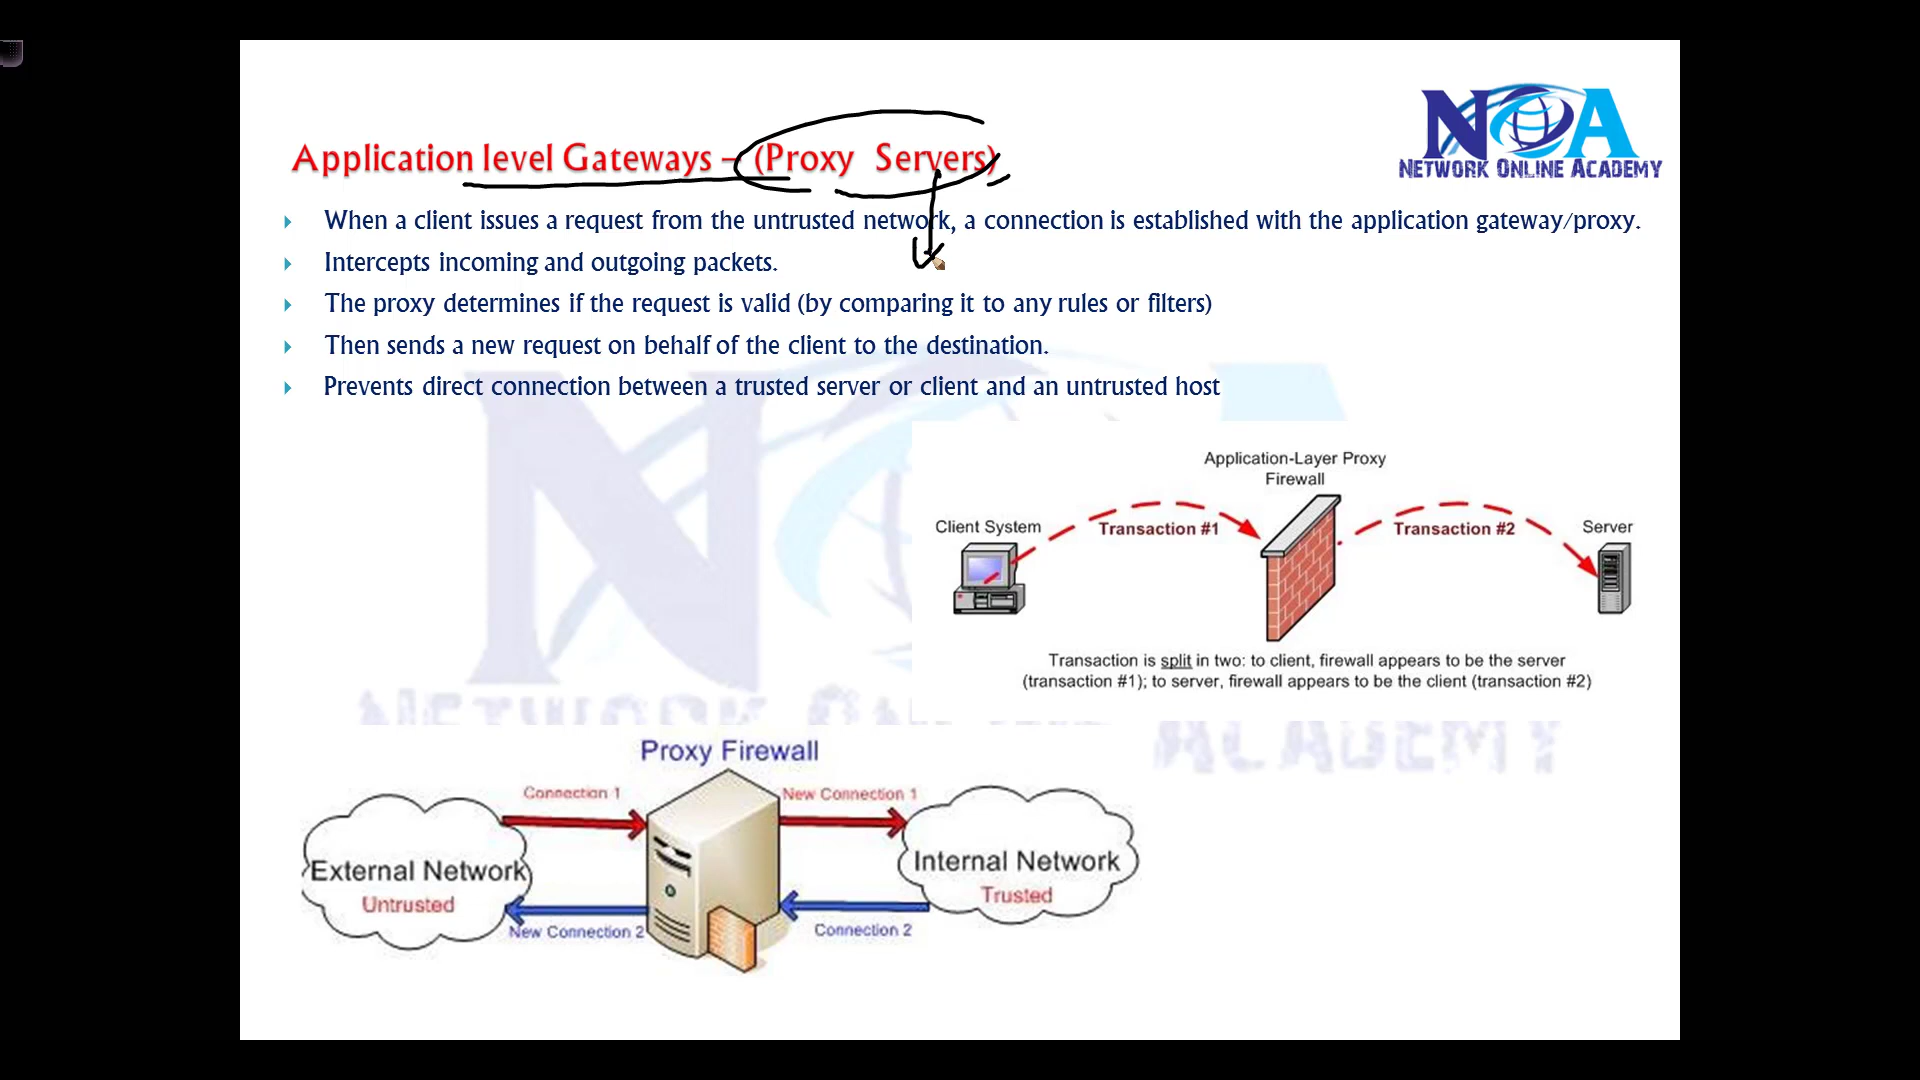 NOA
NETWORK ONLINE ACADEMY
Application level Gateways – (Proxy Servers)
When a client issues a request from the untrusted network, a connection is established with the application gateway/proxy.
Intercepts incoming and outgoing packets.
The proxy determines if the request is valid (by comparing it to any rules or filters)
Then sends a new request on behalf of the client to the destination.
Prevents direct connection between a trusted server or client and an untrusted host
Application-Layer Proxy
Firewall
Client System
Transaction #1
Transaction #2
Server
Transaction is split in two: to client, firewall appears to be the server
(transaction #1); to server, firewall appears to be the client (transaction #2)
NETWORK ONLINE ACADEMY
Proxy Firewall
Connection 1
New Connection 1
External Network
Untrusted
Internal Network
Trusted
New Connection 2
Connection 2